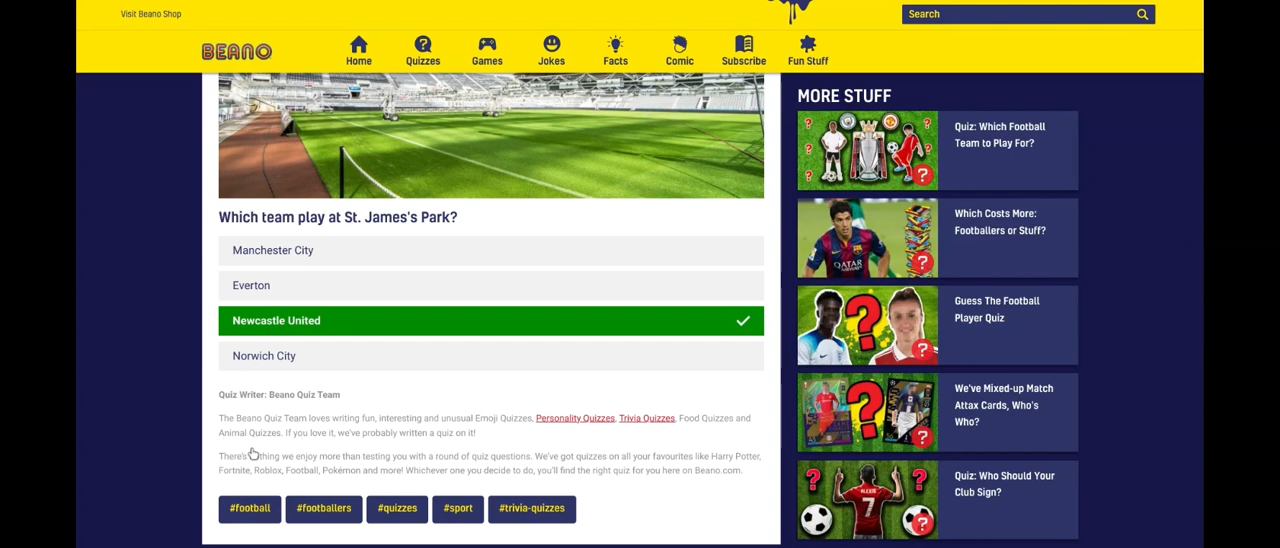 Visit Beano Shop
Search
BEANO
Home
Quizzes
Games
Jokes
Facts
Comic
Subscribe
Fun Stuff
Which team play at St. James's Park?
Manchester City
Everton
Newcastle United
Norwich City
Quiz Writer: Beano Quiz Team
The Beano Quiz Team loves writing fun, interesting and unusual Emoji Quizzes, Personality Quizzes, Trivia Quizzes, Food Quizzes and
Animal Quizzes. If you love it, we've probably written a quiz on it!
There's thing we enjoy more than testing you with a round of quiz questions. We've got quizzes on all your favourites like Harry Potter,
Fortnite, Roblox, Football, Pokémon and more! Whichever one you decide to do, you'll find the right quiz for you here on Beano.com.
#football
#footballers
#quizzes
#sport
#trivia-quizzes
MORE STUFF
Quiz: Which Football
Team to Play For?
Which Costs More:
Footballers or Stuff?
QATAR
Guess The Football
Player Quiz
We've Mixed-up Match
Attax Cards, Who's
Who?
Quiz: Who Should Your
Club Sign?
ALEXIS
7